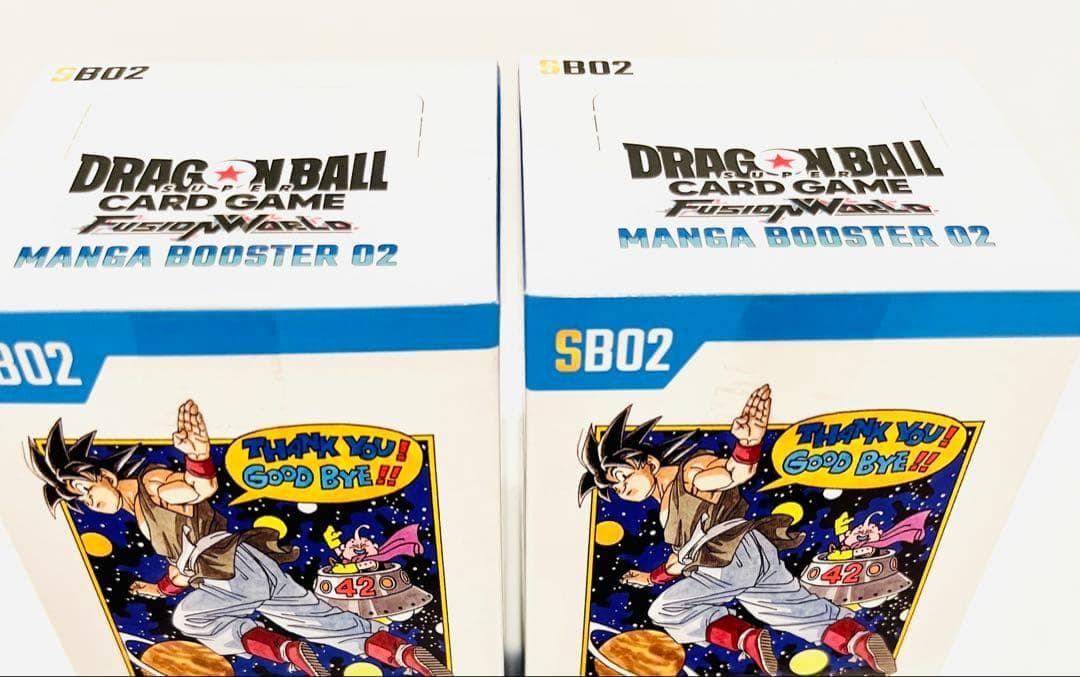 SB02
DRAGON BALL
SUPER
CARD GAME
FUSION WORLD
MANGA BOOSTER 02
B02
THANK YOU!
GOOD BYE!!
42
SB02
DRAGON BALL
SUPER
CARD GAME
FUSION WORLD
MANGA BOOSTER 02
SB02
THANK YOU!
GOOD BYE!!
42